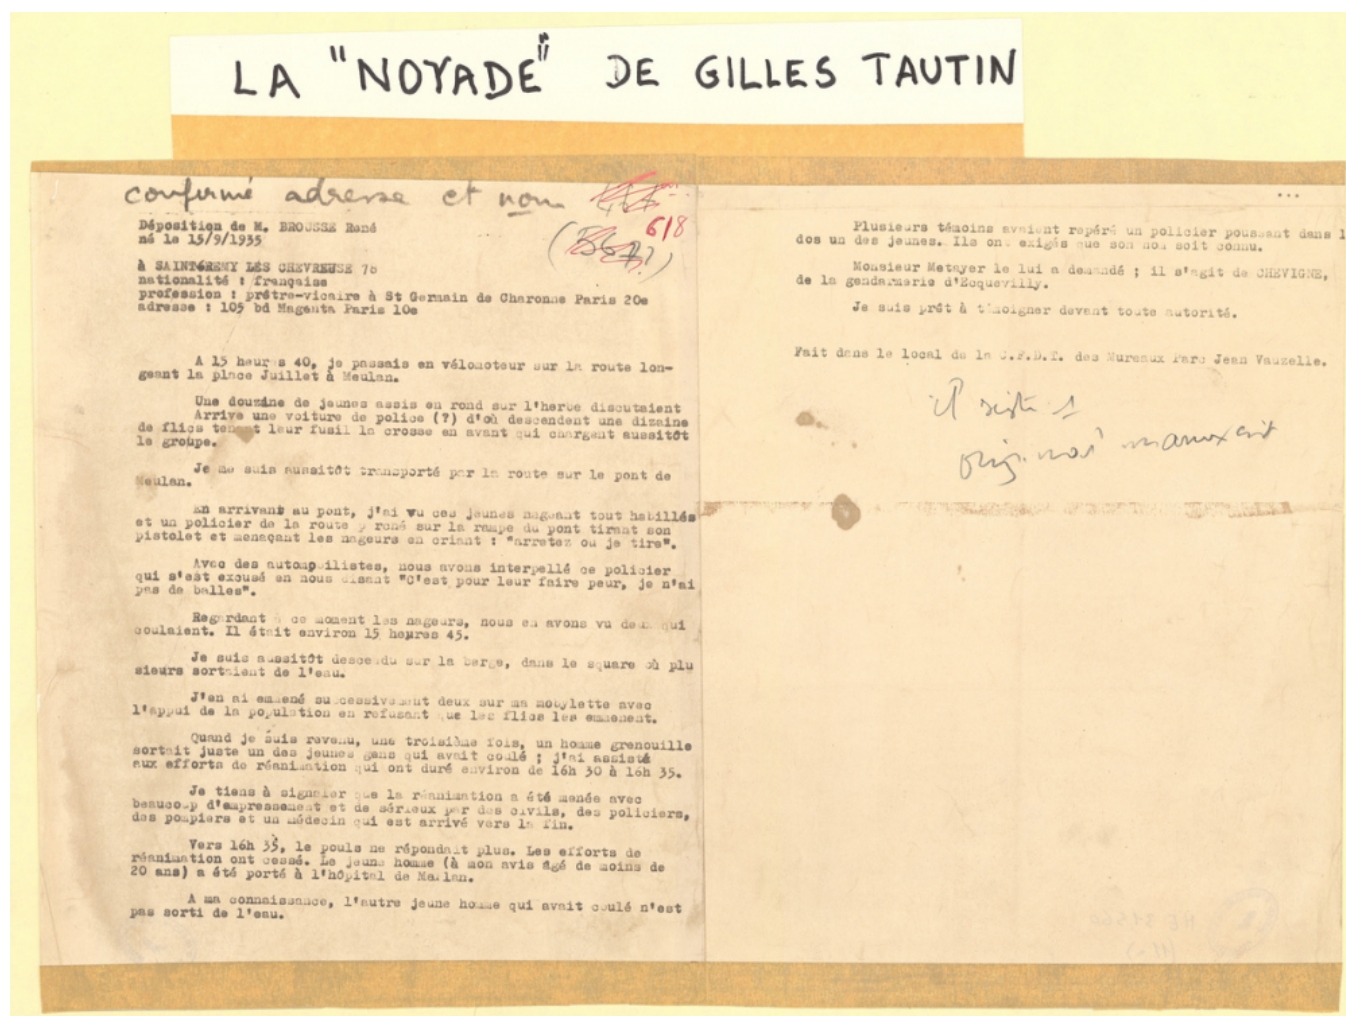 LA "NOYADE" DE GILLES TAUTIN
confirmé adresse et nom
618
Déposition de M. BROUSSE René
né le 15/9/1935
à SAINT-REMY LES CHEVREUSE 78
nationalité : française
profession : prêtre-vicaire à St Germain de Charonne Paris 20e
adresse : 105 bd Magenta Paris 10e
A 15 heures 40, je passais en vélomoteur sur la route lon-
geant la place Juillet à Meulan.
Une douzine de jeunes assis en rond sur l'herbe discutaient
Arrive une voiture de police (?) d'où descendent une dizaine
de flics tenant leur fusil la crosse en avant qui chargent aussitôt
le groupe.
Je me suis aussitôt transporté par la route sur le pont de
Meulan.
En arrivant au pont, j'ai vu ces jeunes nageant tout habillés
et un policier de la route sur la rampe du pont tirant son
pistolet et menaçant les nageurs en criant : "arretez ou je tire".
Avec des automobilistes, nous avons interpellé ce policier
qui s'est excusé en nous disant "C'est pour leur faire peur, je n'ai
pas de balles".
Regardant à ce moment les nageurs, nous en avons vu deux qui
coulaient. Il était environ 15 heures 45.
Je suis aussitôt descendu sur la berge, dans le square où plu
sieurs sortaient de l'eau.
J'en ai emmené successivement deux sur ma mobylette avec
l'appui de la population en refusant que les flics les emmenent.
Quand je suis revenu, une troisième fois, un homme grenouille
sortait juste un des jeunes gens qui avait coulé ; j'ai assisté
aux efforts de réanimation qui ont duré environ de 16h 30 à 16h 35.
Je tiens à signaler que la réanimation a été menée avec
beaucoup d'empressement et de sérieux par des civils, des policiers,
des pompiers et un médecin qui est arrivé vers la fin.
Vers 16h 35, le pouls ne répondait plus. Les efforts de
réanimation ont cessé. Le jeune homme (à mon avis âgé de moins de
20 ans) a été porté à l'hôpital de Meulan.
A ma connaissance, l'autre jeune homme qui avait coulé n'est
pas sorti de l'eau.
...
Plusieurs témoins avaient repéré un policier poussant dans l
dos un des jeunes. Ils ont exigés que son nom soit connu.
Monsieur Metayer le lui a demandé ; il s'agit de CHEVIGNE,
de la gendarmerie d'Ecquevilly.
Je suis prêt à témoigner devant toute autorité.
Fait dans le local de la C.F.D.T. des Mureaux Parc Jean Vauzelle.
original manuscrit